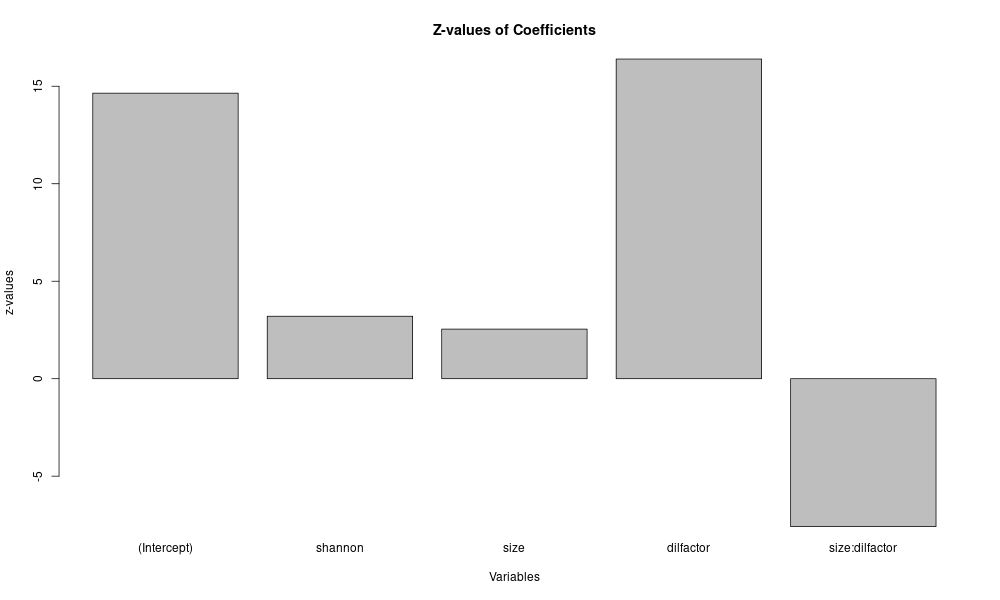 Z-values of Coefficients
z-values
15
10
5
0
-5
(Intercept) shannon size dilfactor size:dilfactor
Variables